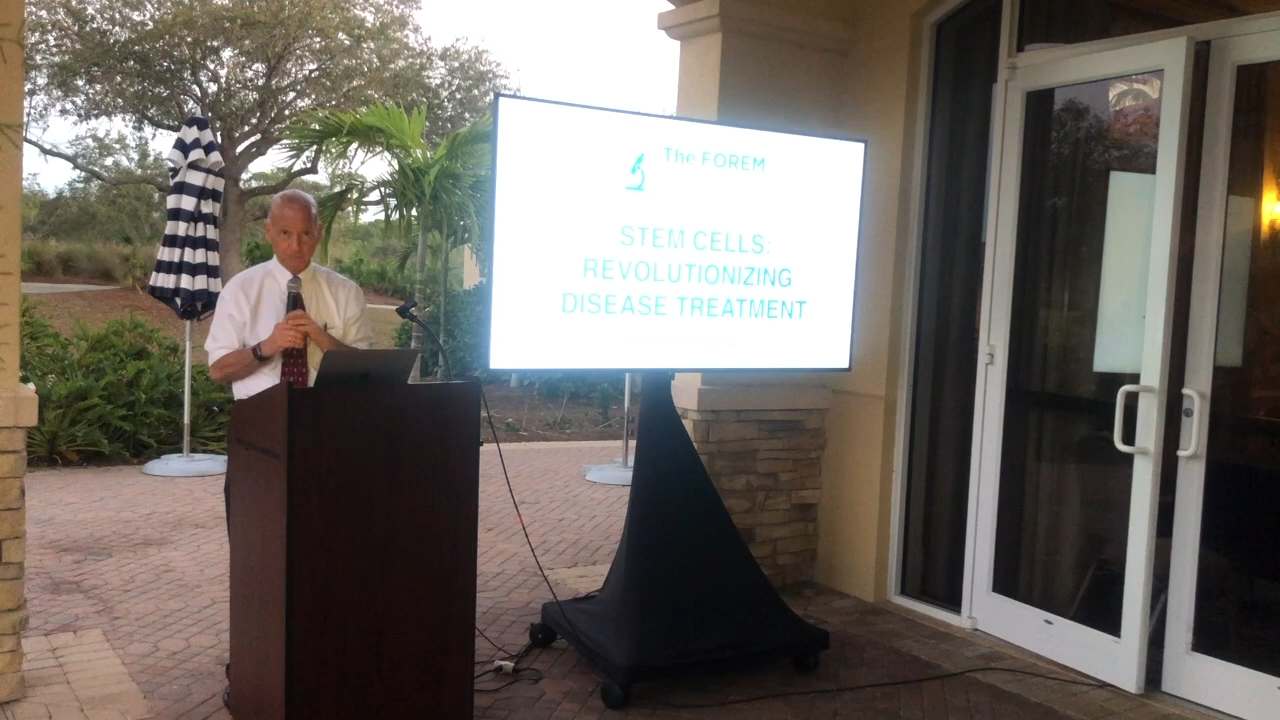 The FOREM
STEM CELLS:
REVOLUTIONIZING
DISEASE TREATMENT